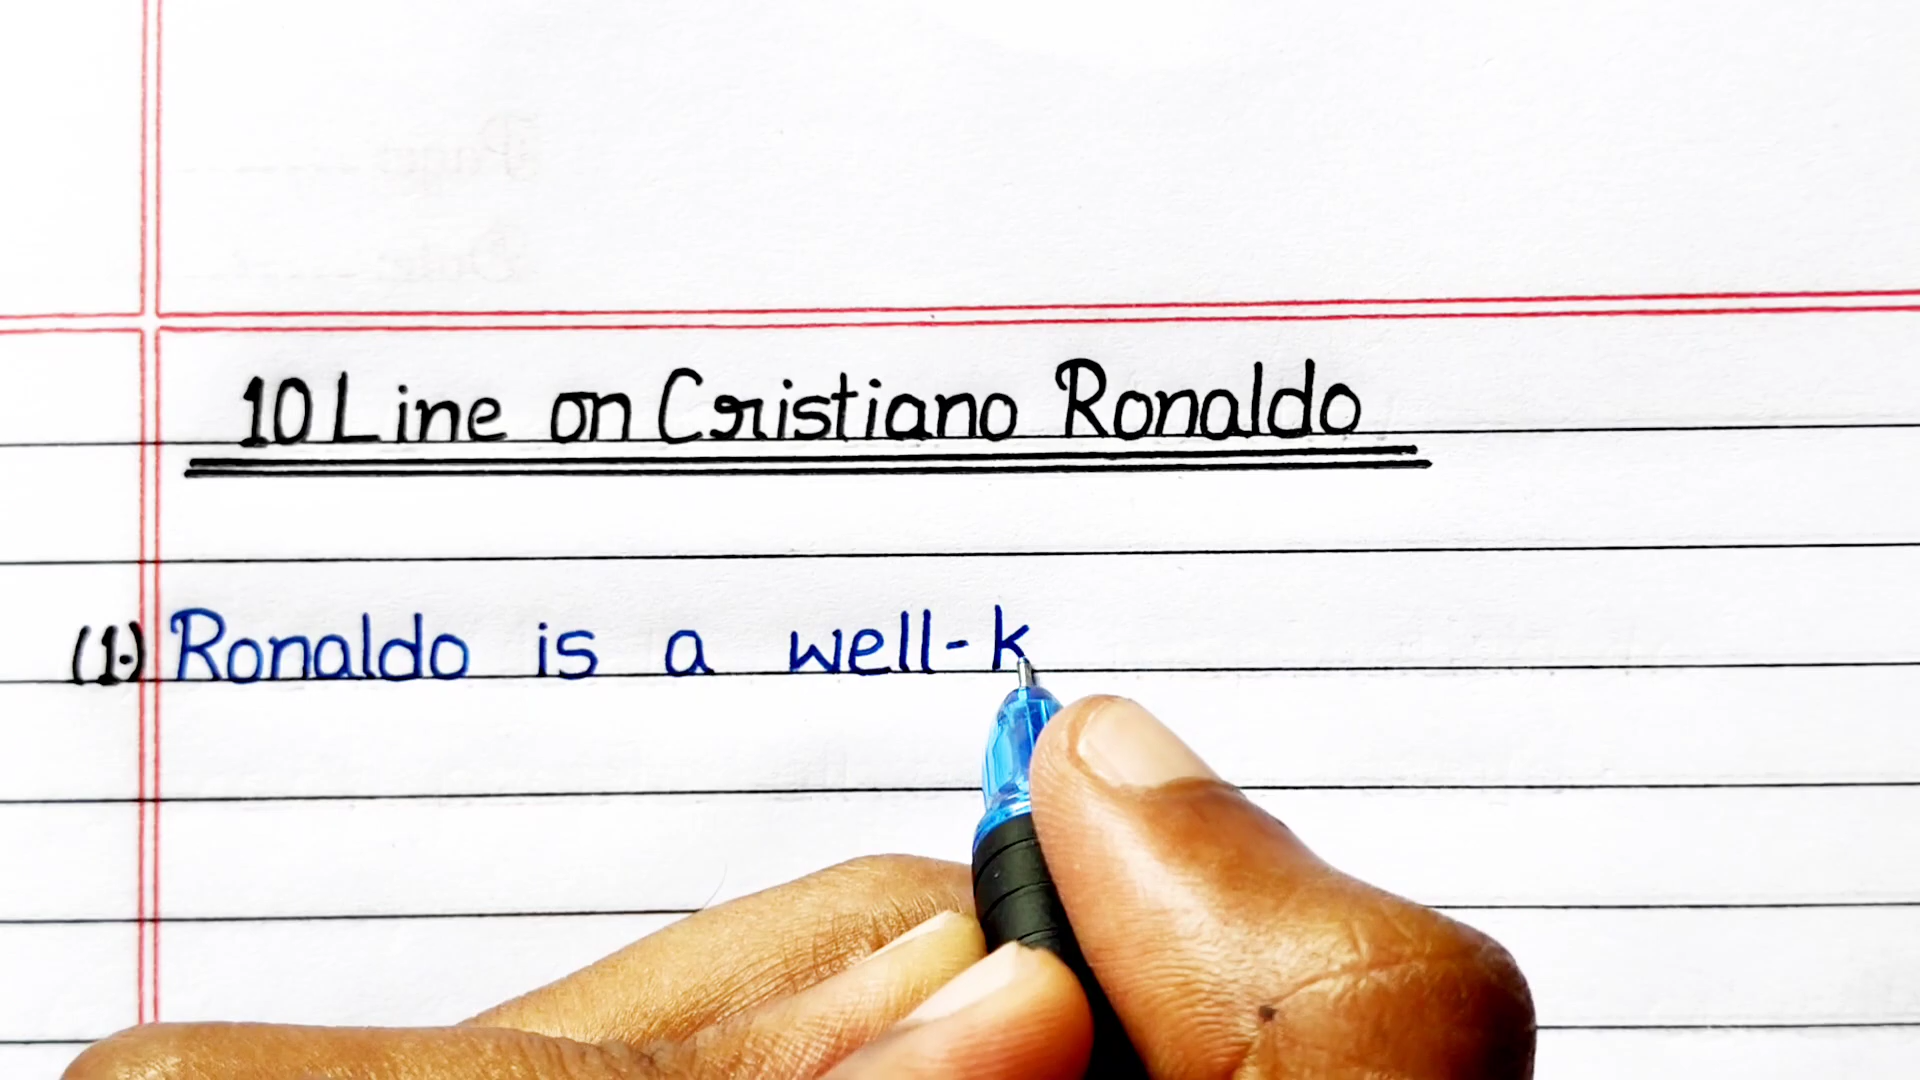 10 Line on Cristiano Ronaldo
(1.) Ronaldo is a well-k